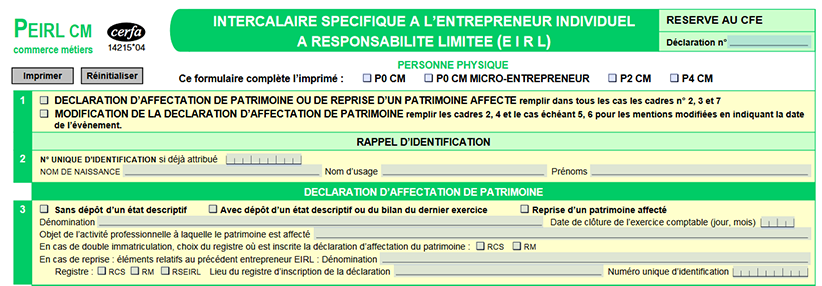 PEIRL CM
commerce métiers
cerfa
14215*04
INTERCALAIRE SPECIFIQUE A L'ENTREPRENEUR INDIVIDUEL
A RESPONSABILITE LIMITEE (E I R L)
RESERVE AU CFE
Déclaration n°
PERSONNE PHYSIQUE
Imprimer Réinitialiser
Ce formulaire complète l'imprimé : P0 CM P0 CM MICRO-ENTREPRENEUR P2 CM P4 CM
1 DECLARATION D'AFFECTATION DE PATRIMOINE OU DE REPRISE D'UN PATRIMOINE AFFECTE remplir dans tous les cas les cadres n° 2, 3 et 7
MODIFICATION DE LA DECLARATION D'AFFECTATION DE PATRIMOINE remplir les cadres 2, 4 et le cas échéant 5, 6 pour les mentions modifiées en indiquant la date
de l'évènement.
RAPPEL D'IDENTIFICATION
2 N° UNIQUE D'IDENTIFICATION si déjà attribué
NOM DE NAISSANCE Nom d'usage Prénoms
DECLARATION D'AFFECTATION DE PATRIMOINE
3 Sans dépôt d'un état descriptif Avec dépôt d'un état descriptif ou du bilan du dernier exercice Reprise d'un patrimoine affecté
Dénomination Date de clôture de l'exercice comptable (jour, mois)
Objet de l'activité professionnelle à laquelle le patrimoine est affecté
En cas de double immatriculation, choix du registre où est inscrite la déclaration d'affectation du patrimoine : RCS RM
En cas de reprise : éléments relatifs au précédent entrepreneur EIRL : Dénomination
Registre : RCS RM RSEIRL Lieu du registre d'inscription de la déclaration Numéro unique d'identification